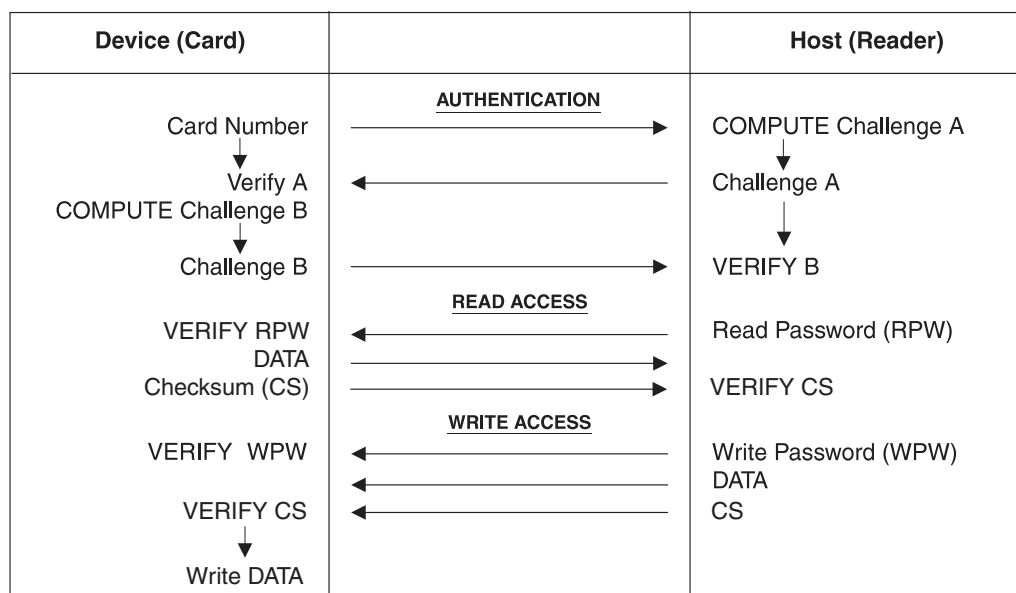 Device (Card) Host (Reader)
AUTHENTICATION
Card Number COMPUTE Challenge A
Verify A Challenge A
COMPUTE Challenge B
Challenge B VERIFY B
READ ACCESS
VERIFY RPW Read Password (RPW)
DATA
Checksum (CS) VERIFY CS
WRITE ACCESS
VERIFY WPW Write Password (WPW)
DATA
VERIFY CS CS
Write DATA